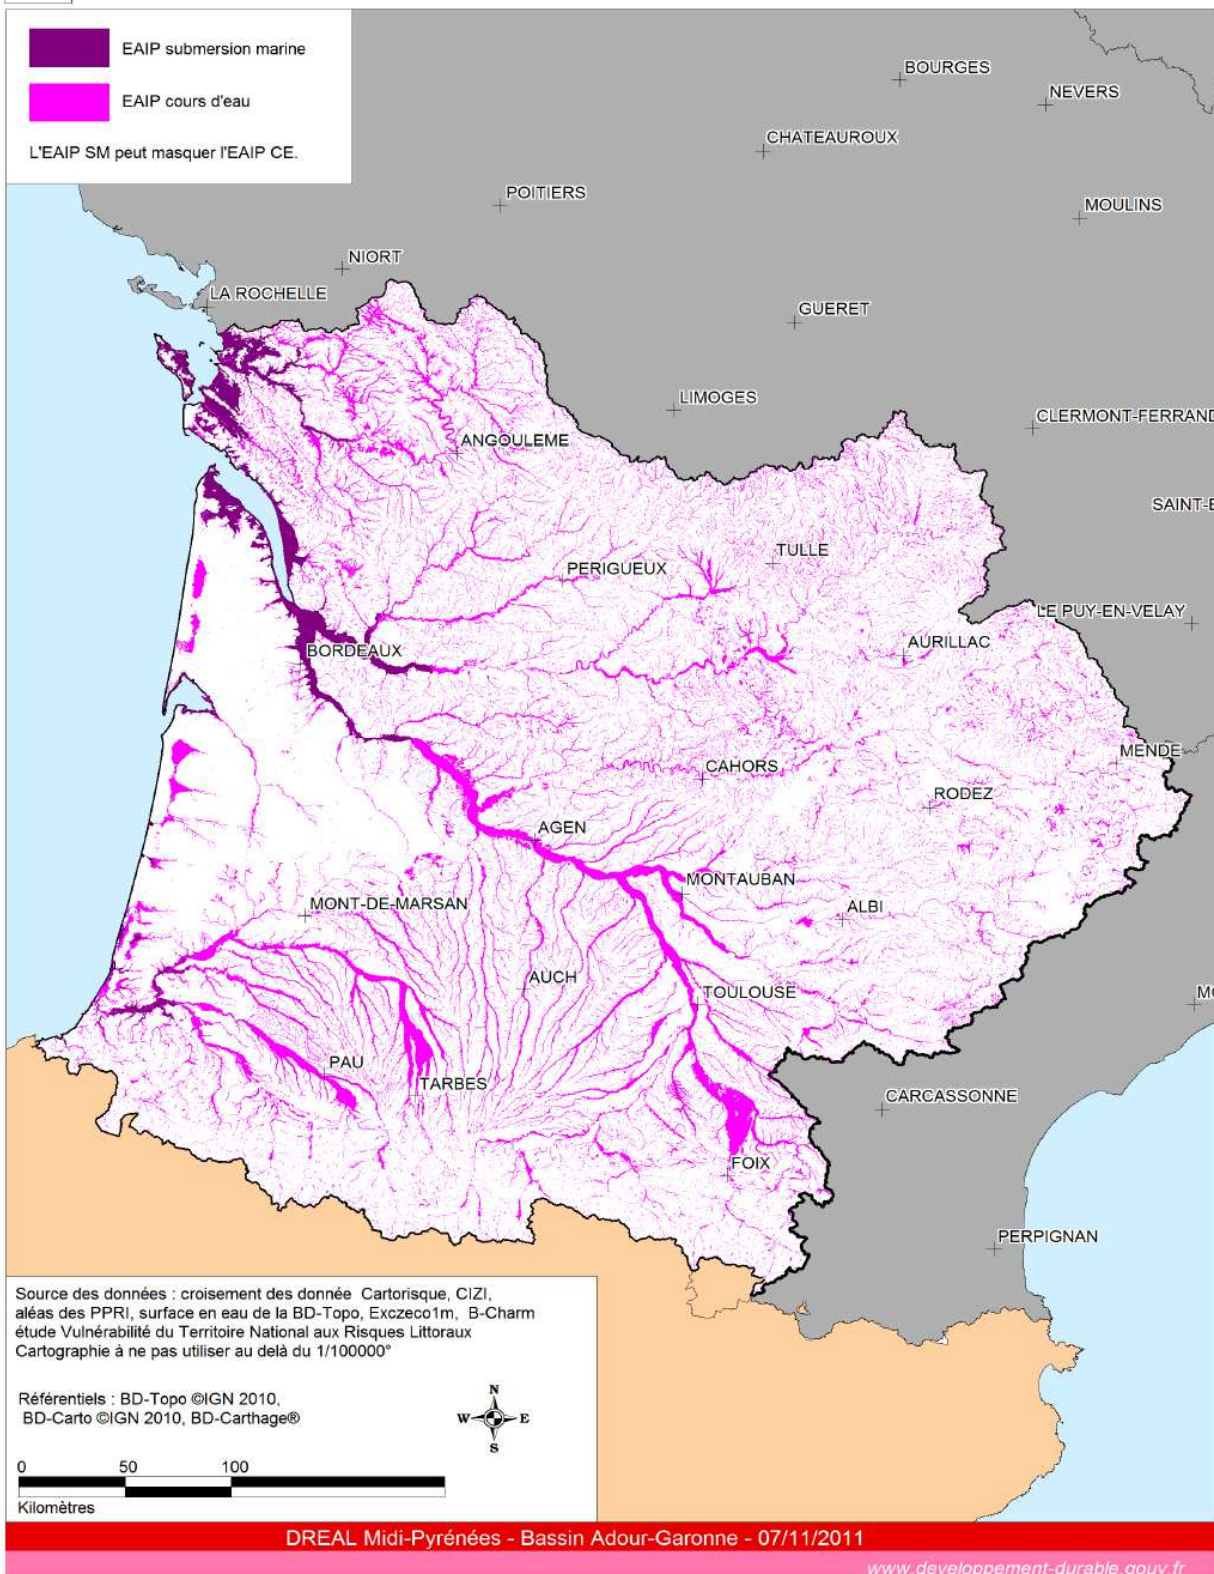 EAIP submersion marine
EAIP cours d'eau
L'EAIP SM peut masquer l'EAIP CE.
BOURGES
NEVERS
CHATEAUROUX
POITIERS
MOULINS
NIORT
LA ROCHELLE
GUERET
LIMOGES
CLERMONT-FERRAND
ANGOULEME
SAINT-E
TULLE
PERIGUEUX
LE PUY-EN-VELAY
AURILLAC
BORDEAUX
MENDE
CAHORS
RODEZ
AGEN
MONTAUBAN
MONT-DE-MARSAN
ALBI
AUCH
TOULOUSE
MO
PAU
TARBES
CARCASSONNE
FOIX
PERPIGNAN
Source des données : croisement des donnée Cartorisque, CIZI,
aléas des PPRI, surface en eau de la BD-Topo, Exczeco1m, B-Charm
étude Vulnérabilité du Territoire National aux Risques Littoraux
Cartographie à ne pas utiliser au delà du 1/100000°
Référentiels : BD-Topo ©IGN 2010,
BD-Carto ©IGN 2010, BD-Carthage®
N
W E
S
0 50 100
Kilomètres
DREAL Midi-Pyrénées - Bassin Adour-Garonne - 07/11/2011
www.developpement-durable.gouv.fr